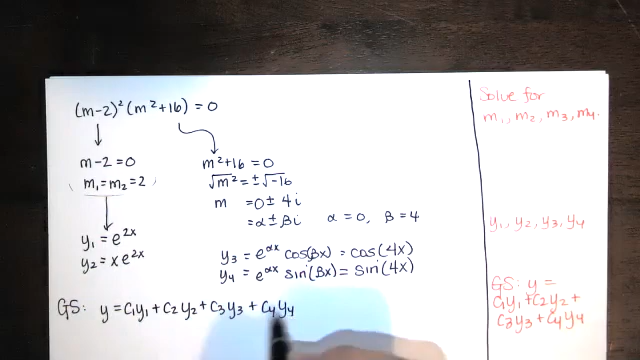 (m-2)² (m²+16) = 0
m-2=0
m₁=m₂=2
y₁ = e^{2x}
y₂ = x e^{2x}
m²+16 = 0
√m² = ±√-16
m = 0 ± 4i
= α ± βi α = 0, β = 4
y₃ = e^{αx} cos(βx) = cos(4x)
y₄ = e^{αx} sin(βx) = sin(4x)
GS: y = c₁y₁ + c₂y₂ + c₃y₃ + c₄y₄
Solve for
m₁, m₂, m₃, m₄.
y₁, y₂, y₃, y₄
GS: y =
c₁y₁+c₂y₂+
c₃y₃+c₄y₄